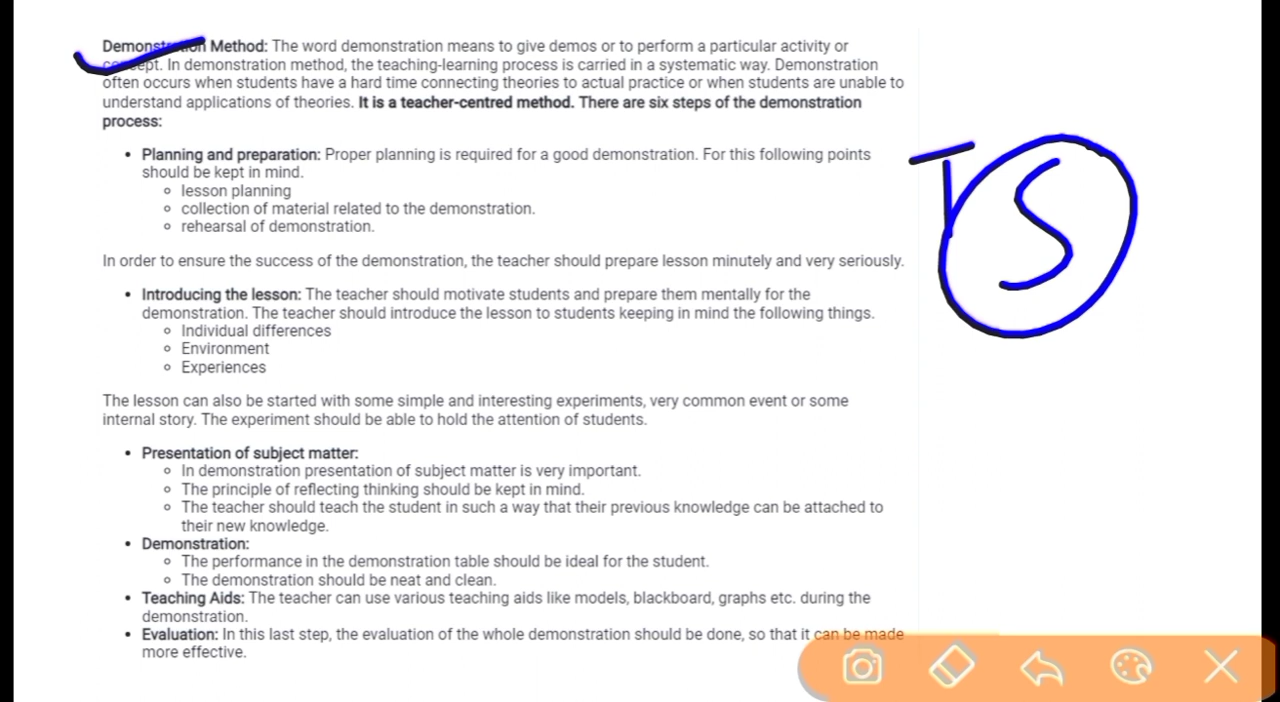 Demonstration Method: The word demonstration means to give demos or to perform a particular activity or
concept. In demonstration method, the teaching-learning process is carried in a systematic way. Demonstration
often occurs when students have a hard time connecting theories to actual practice or when students are unable to
understand applications of theories. It is a teacher-centred method. There are six steps of the demonstration
process:
• Planning and preparation: Proper planning is required for a good demonstration. For this following points
should be kept in mind.
○ lesson planning
○ collection of material related to the demonstration.
○ rehearsal of demonstration.
In order to ensure the success of the demonstration, the teacher should prepare lesson minutely and very seriously.
• Introducing the lesson: The teacher should motivate students and prepare them mentally for the
demonstration. The teacher should introduce the lesson to students keeping in mind the following things.
○ Individual differences
○ Environment
○ Experiences
The lesson can also be started with some simple and interesting experiments, very common event or some
internal story. The experiment should be able to hold the attention of students.
• Presentation of subject matter:
○ In demonstration presentation of subject matter is very important.
○ The principle of reflecting thinking should be kept in mind.
○ The teacher should teach the student in such a way that their previous knowledge can be attached to
their new knowledge.
• Demonstration:
○ The performance in the demonstration table should be ideal for the student.
○ The demonstration should be neat and clean.
• Teaching Aids: The teacher can use various teaching aids like models, blackboard, graphs etc. during the
demonstration.
• Evaluation: In this last step, the evaluation of the whole demonstration should be done, so that it can be made
more effective.
T S